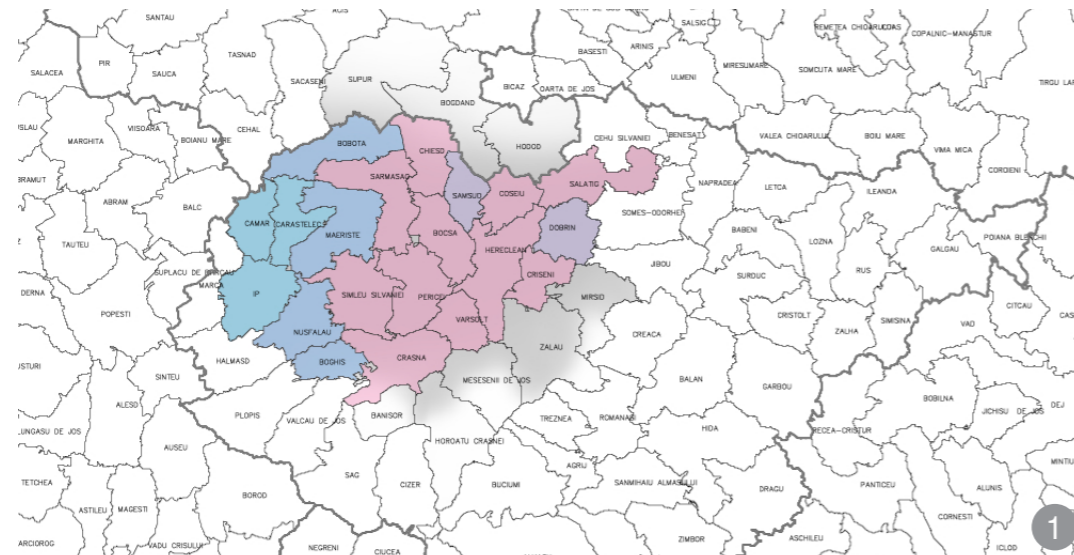 SANTAU
ACIS
SALSIG
REMETEA CHIOARULUI
COAS
COPALNIC-MANASTUR
PIR
TASNAD
BASESTI
ARINIS
SALACEA
SAUCA
SACASENI
SUPUR
ULMENI
MIRESUMARE
SOMCUTA MARE
BICAZ
OARTA DE JOS
TIRGU LAP
BOGDAND
VIISOARA
MARGHITA
BOIANU MARE
CEHAL
CEHU SILVANIEI
BENESAT
VALEA CHIOARULUI
BOIU MARE
BOBOTA
CHIESD
HODOD
VIMA MICA
COROIENI
ABRAMUT
SARMASAG
SALATIG
NAPRADEA
LETCA
ILEANDA
ABRAM
BALC
SAMSUD
COSEIU
SOMES-ODORHEI
CAMAR
CARASTELEC
MAERISTE
BOCSA
DOBRIN
BABENI
LOZNA
POIANA BLENCHII
TAUTEU
HERECLEAN
GALGAU
SUPLACU DE BARCAU
JIBOU
RUS
MARCA
CRISENI
SURDUC
DERNA
IP
SIMLEU SILVANIEI
PERICEI
MIRSID
CITCAU
POPESTI
VARSOLT
CRISTOLT
SIMISINA
VAD
NUSFALAU
CREACA
ZALHA
ZALAU
HALMASD
BOGHIS
CRASNA
SINTEU
MESESENII DE JOS
BALAN
GARBOU
ALESD
BOBILNA
PLOPIS
VALCAU DE JOS
BANISOR
TREZNEA
ROMANASI
JICHISU DE JOS
DEJ
LUNGASU DE JOS
HIDA
RECEA-CRISTUR
AUSEU
HOROATU CRASNEI
AGRIJ
TETCHEA
SAG
CIZER
BUCIUMI
SANMIHAIU ALMASULUI
DRAGU
PANTICEU
ALUNIS
BOROD
ASTILEU
MAGESTI
CORNESTI
VADU CRISULUI
NEGRENI
CIUCEA
ZIMBOR
ASCHILEU
ICLOD
1